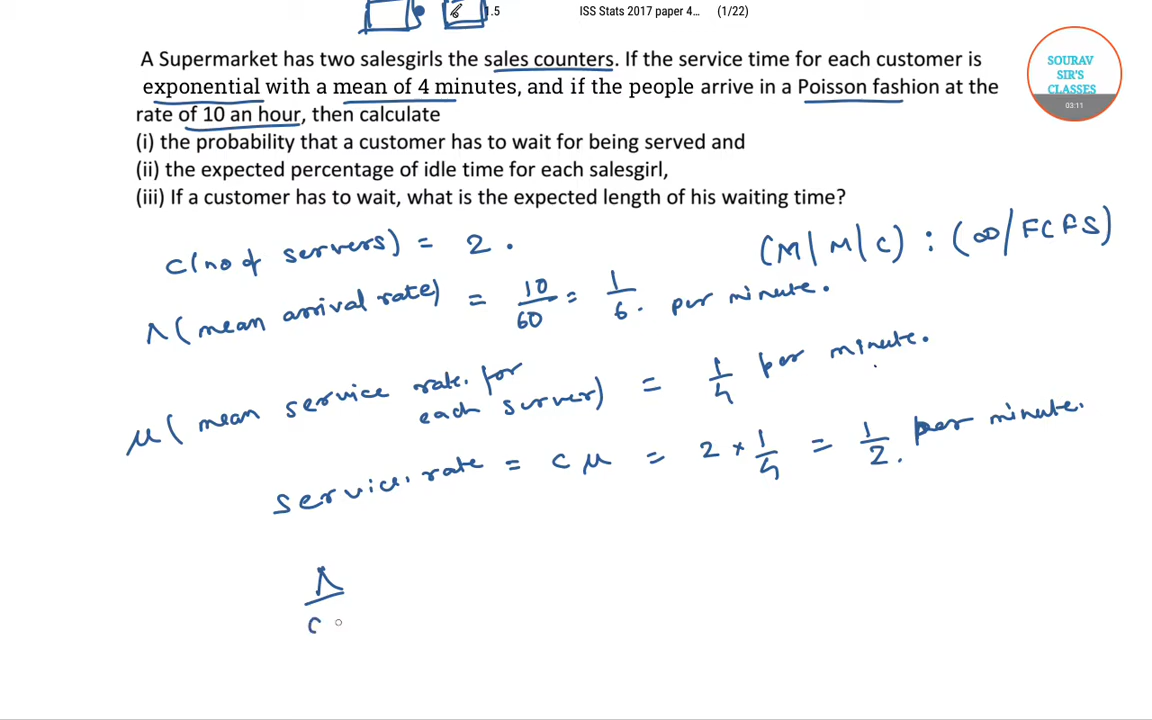 6 1.5 ISS Stats 2017 paper 4... (1/22)
A Supermarket has two salesgirls the sales counters. If the service time for each customer is
exponential with a mean of 4 minutes, and if the people arrive in a Poisson fashion at the
rate of 10 an hour, then calculate
(i) the probability that a customer has to wait for being served and
(ii) the expected percentage of idle time for each salesgirl,
(iii) If a customer has to wait, what is the expected length of his waiting time?
SOURAV
SIR'S
CLASSES
03:11
(M|M|C) : (∞/FCFS)
c(no of servers) = 2.
λ(mean arrival rate) = 10/60 = 1/6. per minute.
μ(mean service rate. for
each server) = 1/4 per minute.
service. rate = cμ = 2 × 1/4 = 1/2. per minute.
λ
c